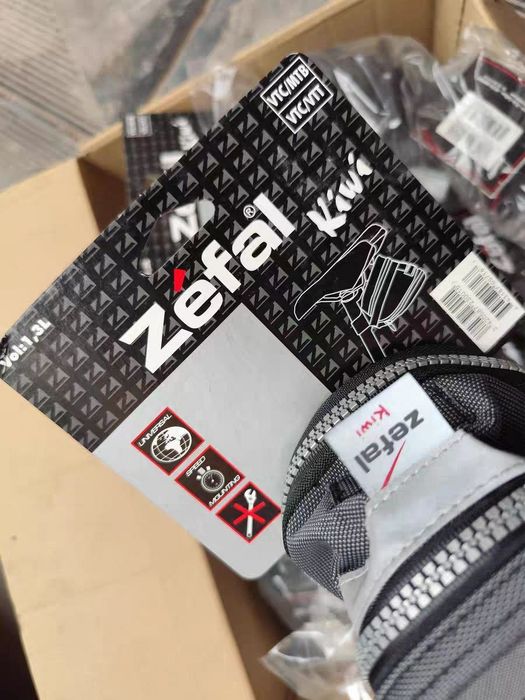 VTC/MTB
VTC/VTT
Zéfal®
Kiwi
Vol:1,3L
UNIVERSAL
SPEED
MOUNTING
zefal
Kiwi